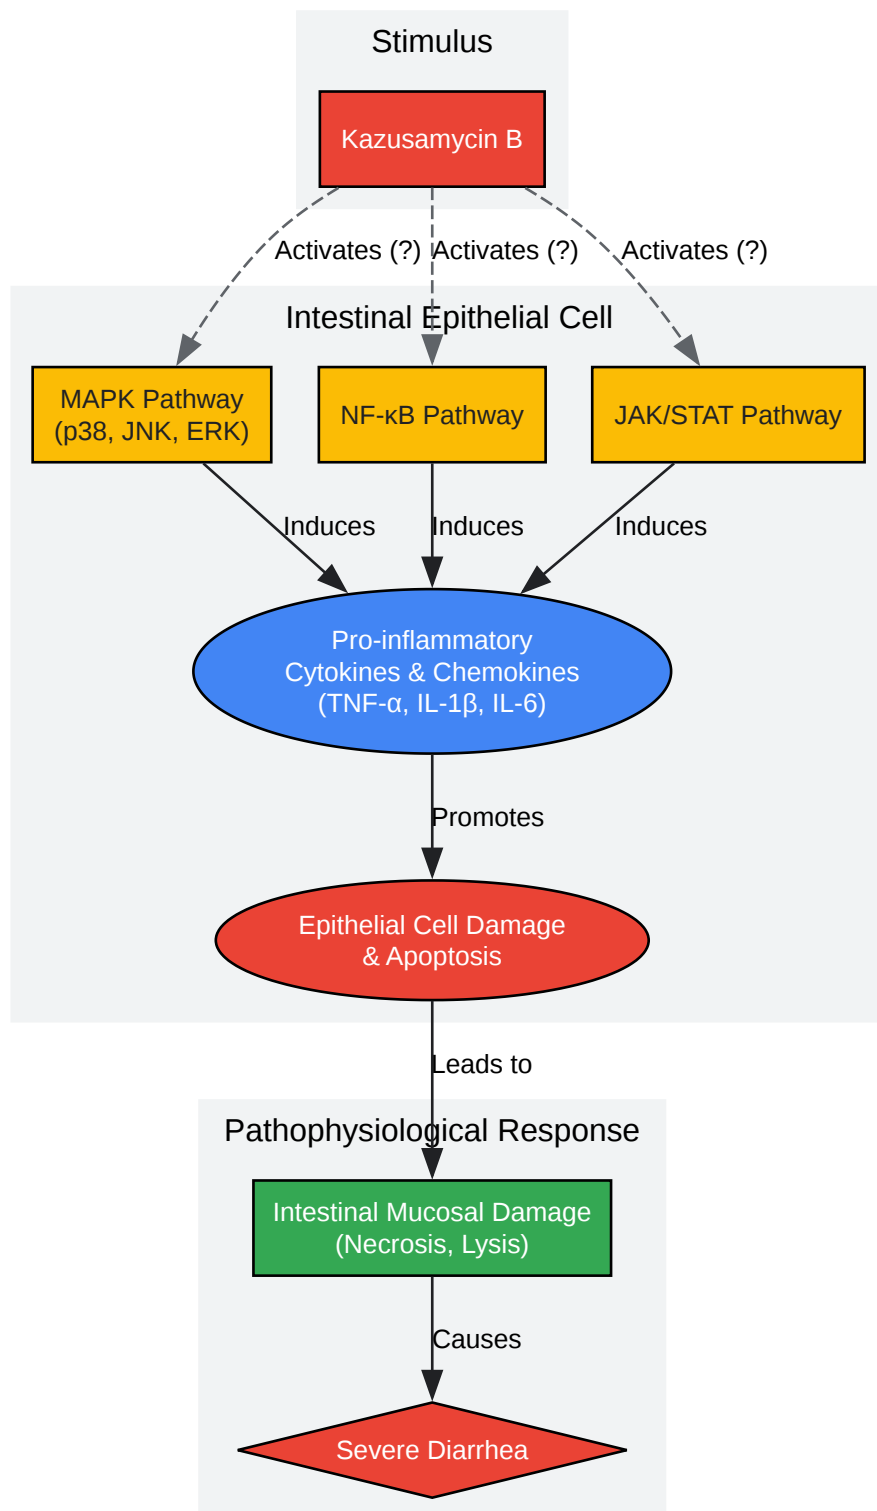 Stimulus
Kazusamycin B
Activates (?)
Activates (?)
Activates (?)
Intestinal Epithelial Cell
MAPK Pathway
(p38, JNK, ERK)
NF-κB Pathway
JAK/STAT Pathway
Induces
Induces
Induces
Pro-inflammatory
Cytokines & Chemokines
(TNF-α, IL-1β, IL-6)
Promotes
Epithelial Cell Damage
& Apoptosis
Leads to
Pathophysiological Response
Intestinal Mucosal Damage
(Necrosis, Lysis)
Causes
Severe Diarrhea